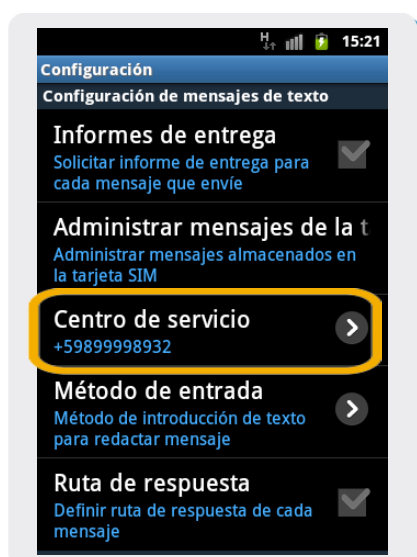 H 15:21
Configuración
Configuración de mensajes de texto
Informes de entrega
Solicitar informe de entrega para
cada mensaje que envíe
Administrar mensajes de la t
Administrar mensajes almacenados en
la tarjeta SIM
Centro de servicio
+59899998932
Método de entrada
Método de introducción de texto
para redactar mensaje
Ruta de respuesta
Definir ruta de respuesta de cada
mensaje